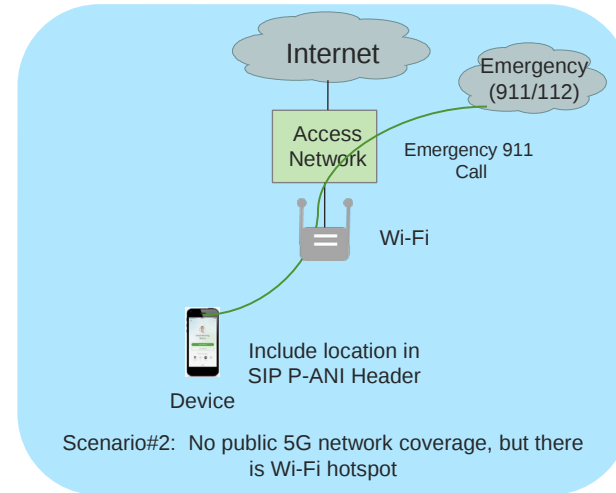 Internet
Emergency
(911/112)
Access
Network
Emergency 911
Call
Wi-Fi
Include location in
SIP P-ANI Header
Device
Scenario#2:  No public 5G network coverage, but there
is Wi-Fi hotspot